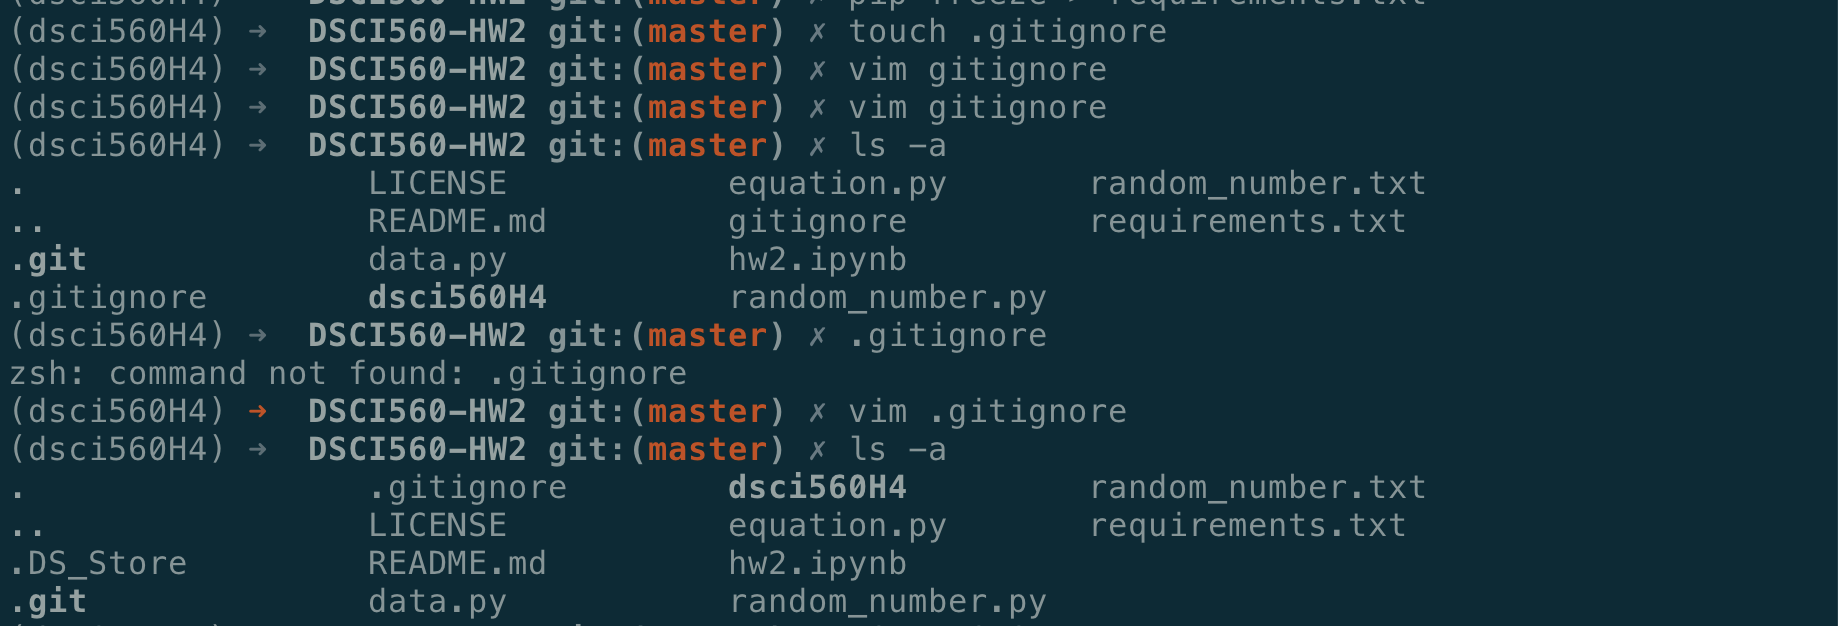 (dsci560H4) ➜  DSCI560-HW2 git:(master) ✗ pip freeze > requirements.txt
(dsci560H4) ➜  DSCI560-HW2 git:(master) ✗ touch .gitignore
(dsci560H4) ➜  DSCI560-HW2 git:(master) ✗ vim gitignore
(dsci560H4) ➜  DSCI560-HW2 git:(master) ✗ vim gitignore
(dsci560H4) ➜  DSCI560-HW2 git:(master) ✗ ls -a
.                 LICENSE           equation.py       random_number.txt
..                README.md         gitignore         requirements.txt
.git              data.py           hw2.ipynb
.gitignore        dsci560H4         random_number.py
(dsci560H4) ➜  DSCI560-HW2 git:(master) ✗ .gitignore
zsh: command not found: .gitignore
(dsci560H4) ➜  DSCI560-HW2 git:(master) ✗ vim .gitignore
(dsci560H4) ➜  DSCI560-HW2 git:(master) ✗ ls -a
.                 .gitignore        dsci560H4         random_number.txt
..                LICENSE           equation.py       requirements.txt
.DS_Store         README.md         hw2.ipynb
.git              data.py           random_number.py